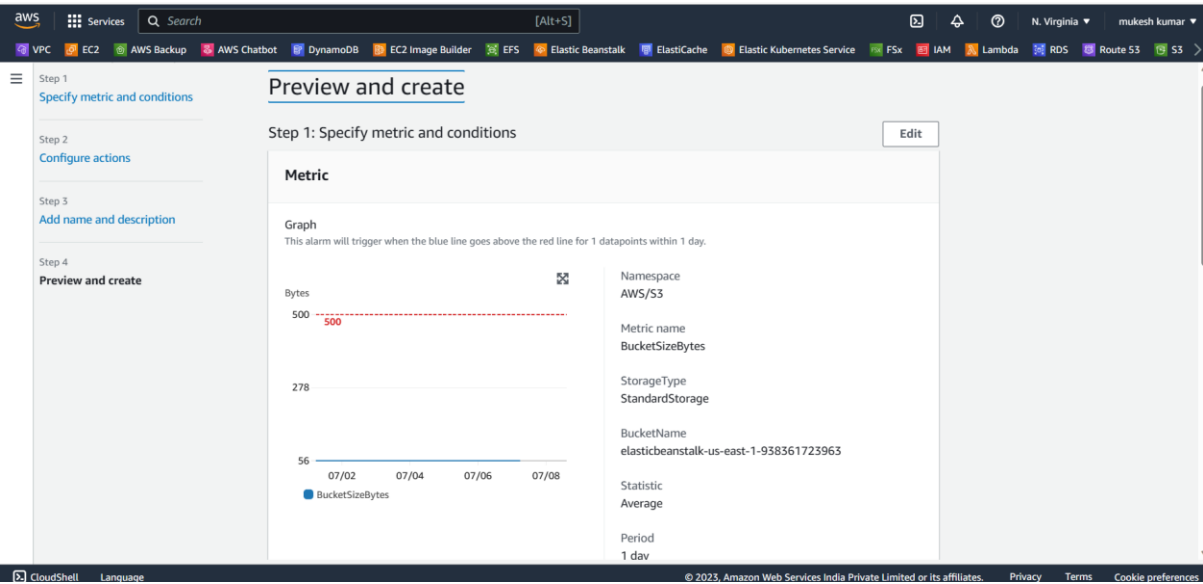 aws Services Search [Alt+S] N. Virginia mukesh kumar
VPC EC2 AWS Backup AWS Chatbot DynamoDB EC2 Image Builder EFS Elastic Beanstalk ElastiCache Elastic Kubernetes Service FSx IAM Lambda RDS Route 53 S3
Step 1
Specify metric and conditions
Step 2
Configure actions
Step 3
Add name and description
Step 4
Preview and create
Preview and create
Step 1: Specify metric and conditions
Edit
Metric
Graph
This alarm will trigger when the blue line goes above the red line for 1 datapoints within 1 day.
Bytes
500
500
278
56
07/02 07/04 07/06 07/08
BucketSizeBytes
Namespace
AWS/S3
Metric name
BucketSizeBytes
StorageType
StandardStorage
BucketName
elasticbeanstalk-us-east-1-938361723963
Statistic
Average
Period
1 day
CloudShell Language © 2023, Amazon Web Services India Private Limited or its affiliates. Privacy Terms Cookie preferences